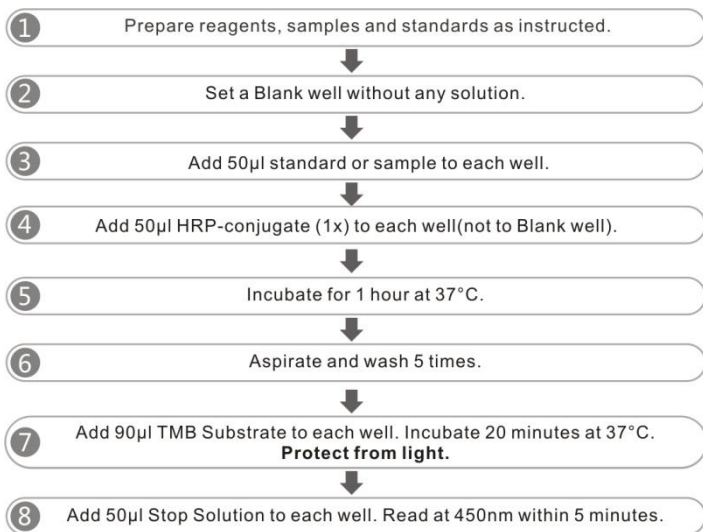 1 Prepare reagents, samples and standards as instructed.
2 Set a Blank well without any solution.
3 Add 50μl standard or sample to each well.
4 Add 50μl HRP-conjugate (1x) to each well(not to Blank well).
5 Incubate for 1 hour at 37°C.
6 Aspirate and wash 5 times.
7 Add 90μl TMB Substrate to each well. Incubate 20 minutes at 37°C.
Protect from light.
8 Add 50μl Stop Solution to each well. Read at 450nm within 5 minutes.